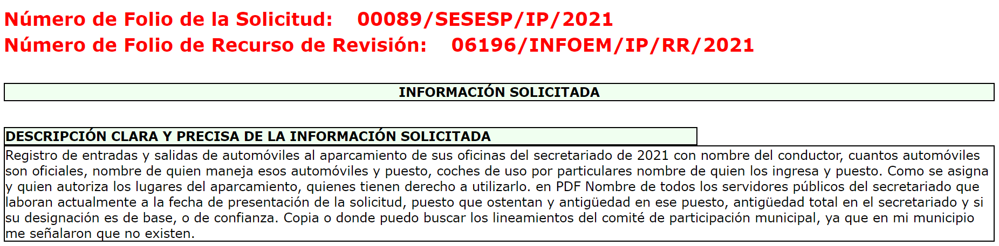 Número de Folio de la Solicitud: 00089/SESESP/IP/2021
Número de Folio de Recurso de Revisión: 06196/INFOEM/IP/RR/2021
INFORMACIÓN SOLICITADA
DESCRIPCIÓN CLARA Y PRECISA DE LA INFORMACIÓN SOLICITADA
Registro de entradas y salidas de automóviles al aparcamiento de sus oficinas del secretariado de 2021 con nombre del conductor, cuantos automóviles
son oficiales, nombre de quien maneja esos automóviles y puesto, coches de uso por particulares nombre de quien los ingresa y puesto. Como se asigna
y quien autoriza los lugares del aparcamiento, quienes tienen derecho a utilizarlo. en PDF Nombre de todos los servidores públicos del secretariado que
laboran actualmente a la fecha de presentación de la solicitud, puesto que ostentan y antigüedad en ese puesto, antigüedad total en el secretariado y si
su designación es de base, o de confianza. Copia o donde puedo buscar los lineamientos del comité de participación municipal, ya que en mi municipio
me señalaron que no existen.